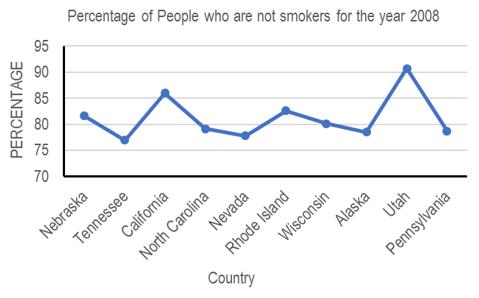 Percentage of People who are not smokers for the year 2008
95
90
85
80
75
70
PERCENTAGE
Nebraska
Tennessee
California
North Carolina
Nevada
Rhode Island
Wisconsin
Alaska
Utah
Pennsylvania
Country